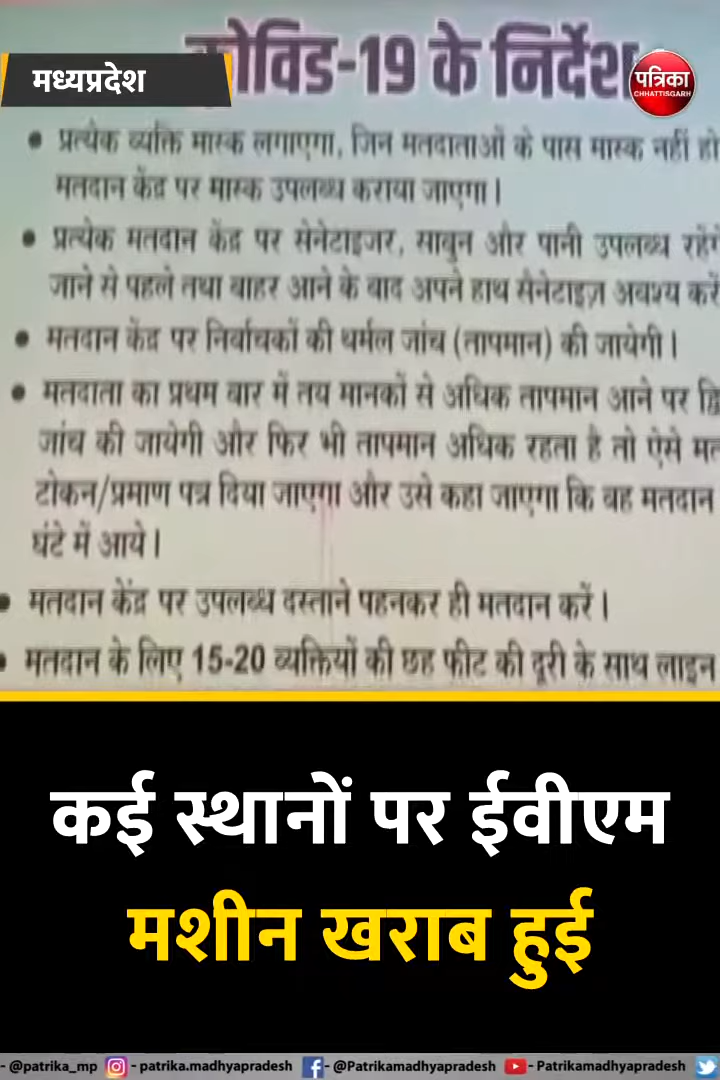 मध्यप्रदेश
कोविड-19 के निर्देश
पत्रिका
CHHATTISGARH
• प्रत्येक व्यक्ति मास्क लगाएगा, जिन मतदाताओं के पास मास्क नहीं हो
मतदान केंद्र पर मास्क उपलब्ध कराया जाएगा।
• प्रत्येक मतदान केंद्र पर सेनेटाइजर, साबुन और पानी उपलब्ध रहेंगे
जाने से पहले तथा बाहर आने के बाद अपने हाथ सैनेटाइज़ अवश्य करें
• मतदान केंद्र पर निर्वाचकों की थर्मल जांच (तापमान) की जायेगी।
• मतदाता का प्रथम बार में तय मानकों से अधिक तापमान आने पर द्वि
जांच की जायेगी और फिर भी तापमान अधिक रहता है तो ऐसे मत
टोकन/प्रमाण पत्र दिया जाएगा और उसे कहा जाएगा कि वह मतदान
घंटे में आये।
• मतदान केंद्र पर उपलब्ध दस्ताने पहनकर ही मतदान करें।
• मतदान के लिए 15-20 व्यक्तियों की छह फीट की दूरी के साथ लाइन
कई स्थानों पर ईवीएम
मशीन खराब हुई
- @patrika_mp - patrika.madhyapradesh - @Patrikamadhyapradesh - Patrikamadhyapradesh